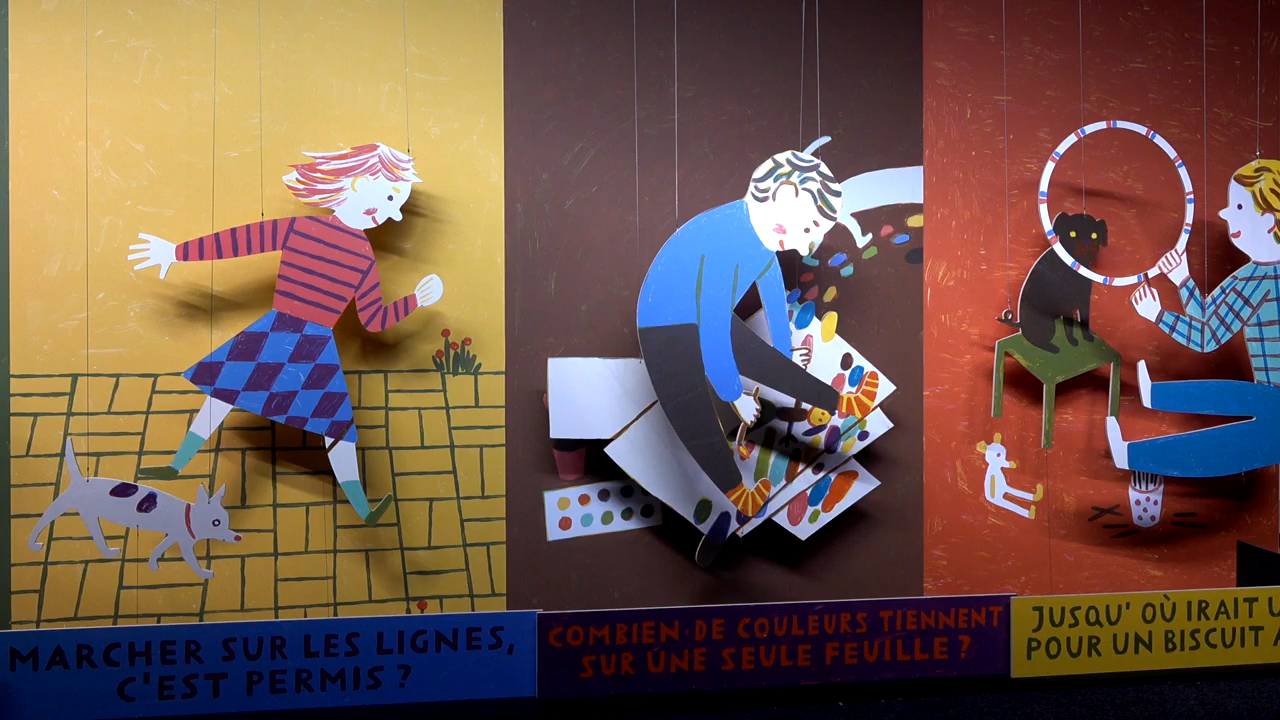 MARCHER SUR LES LIGNES,
C'EST PERMIS ?
COMBIEN DE COULEURS TIENNENT
SUR UNE SEULE FEUILLE ?
JUSQU' OÙ IRAIT
POUR UN BISCUIT